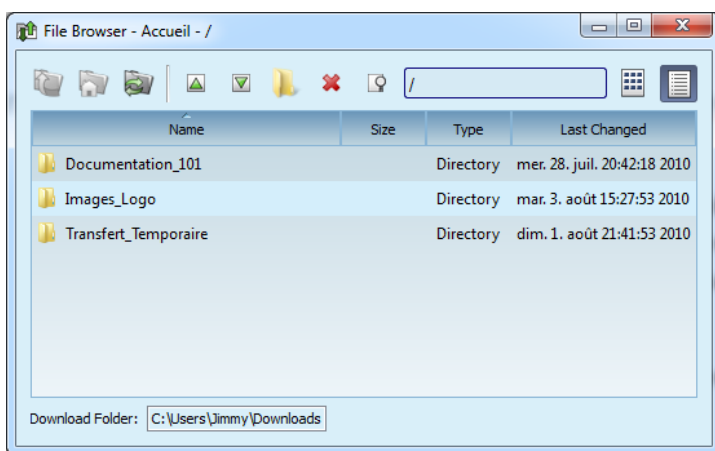 File Browser - Accueil - /
/
Name Size Type Last Changed
Documentation_101 Directory mer. 28. juil. 20:42:18 2010
Images_Logo Directory mar. 3. août 15:27:53 2010
Transfert_Temporaire Directory dim. 1. août 21:41:53 2010
Download Folder: C:\Users\Jimmy\Downloads